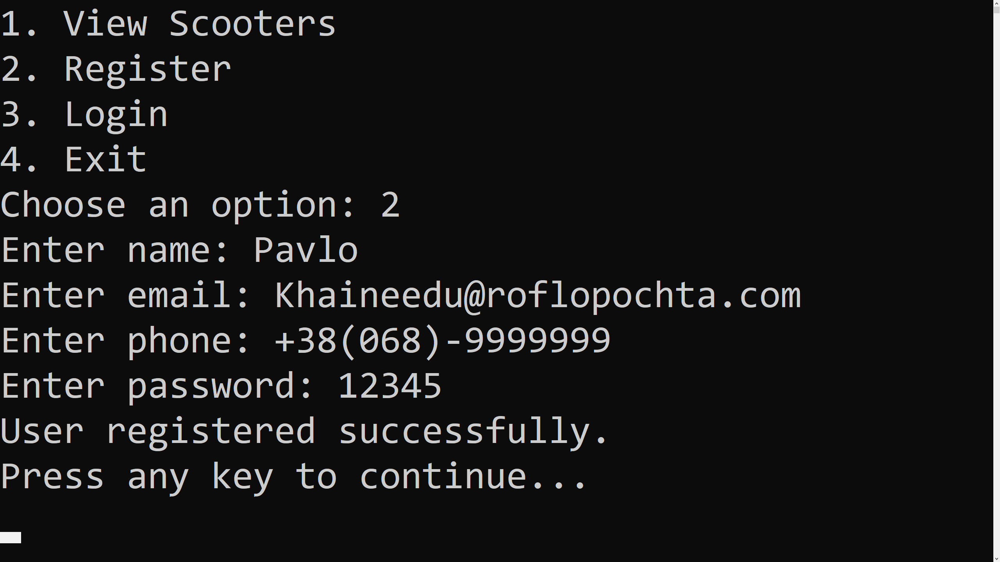 1. View Scooters
2. Register
3. Login
4. Exit
Choose an option: 2
Enter name: Pavlo
Enter email: Khaineedu@roflopochta.com
Enter phone: +38(068)-9999999
Enter password: 12345
User registered successfully.
Press any key to continue...